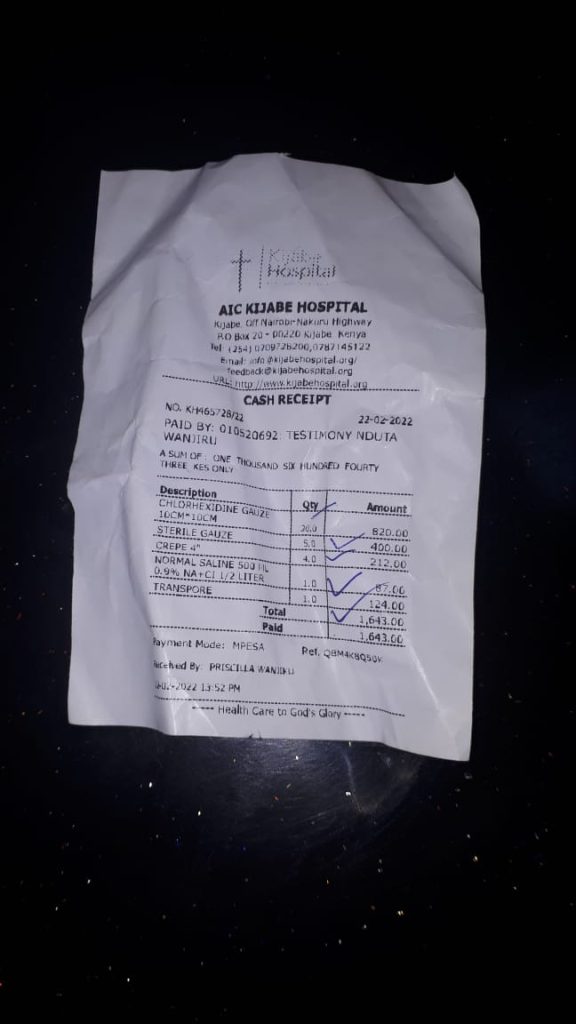 Kijabe
Hospital
AIC KIJABE HOSPITAL
Kijabe, Off Nairobi-Nakuru Highway
P.O Box 20 - 00220 Kijabe, Kenya
Tel: (254) 0709728200,0787145122
Email: info@kijabehospital.org/
feedback@kijabehospital.org
URL: http://www.kijabehospital.org
CASH RECEIPT
NO. KH465728/22 22-02-2022
PAID BY: 010520692: TESTIMONY NDUTA
WANJIRU
A SUM OF : ONE THOUSAND SIX HUNDRED FOURTY
THREE KES ONLY
Description Qty Amount
CHLORHEXIDINE GAUZE
10CM*10CM 20.0 820.00
STERILE GAUZE 5.0 400.00
CREPE 4" 4.0 212.00
NORMAL SALINE 500 ML
0.9% NA+CL 1/2 LITER 1.0 87.00
TRANSPORE 1.0 124.00
Total 1,643.00
Paid 1,643.00
Payment Mode: MPESA Ref.
Received By: PRISCILLA WANJIKU
-02-2022 13:52 PM
---- Health Care to God's Glory ----